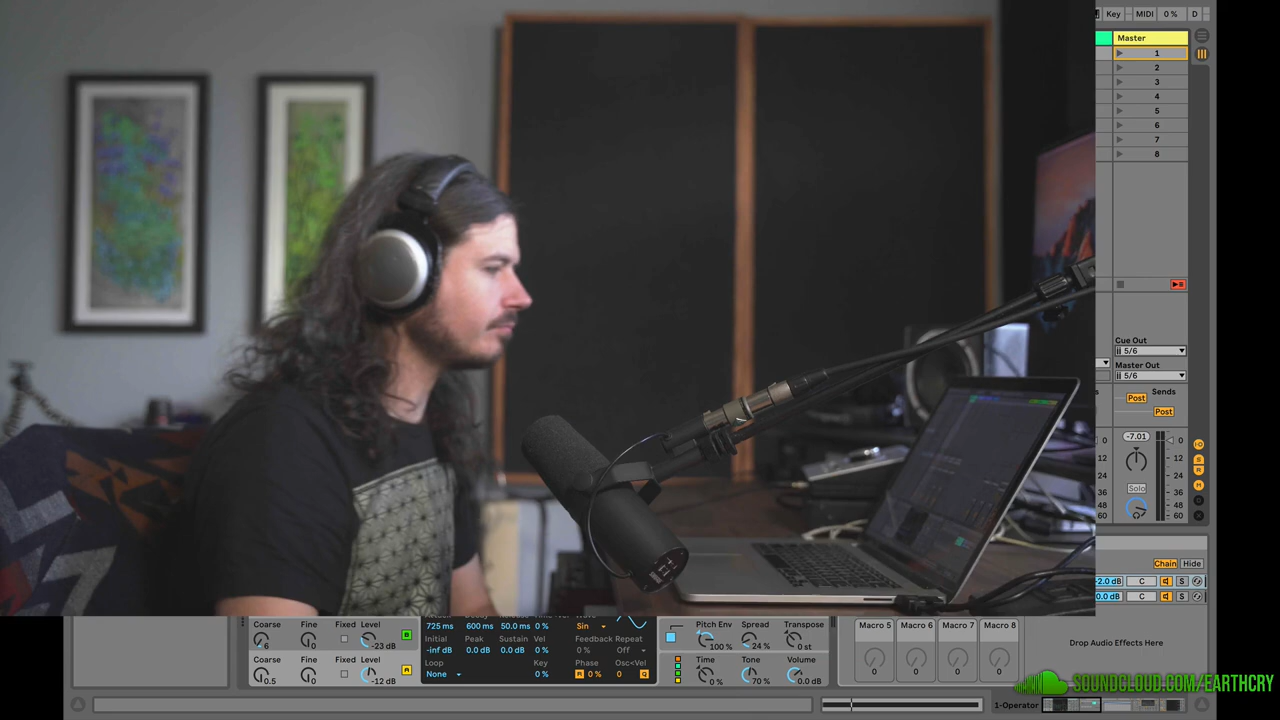 Key MIDI 0 % D
Master
1
2
3
4
5
6
7
8
Cue Out
5/6
Master Out
5/6
Sends
Post
Post
-7.01
0 0
12 12
24 24
36 36
48 48
60 60
Solo
Chain Hide
-2.0 dB C S
0.0 dB C S
Coarse Fine Fixed Level
6 0 -23 dB B
Coarse Fine Fixed Level
0.5 0 -12 dB A
725 ms 600 ms 50.0 ms 0 % Sin
Initial Peak Sustain Vel Feedback Repeat
-inf dB 0.0 dB 0.0 dB 0 % 0 % Off
Loop Key Phase Osc<Vel
None 0 % R 0 % 0 Q
Pitch Env Spread Transpose
100 % 24 % 0 st
Time Tone Volume
0 % 70 % 0.0 dB
Macro 5 Macro 6 Macro 7 Macro 8
0 0 0 0
Drop Audio Effects Here
1-Operator
SOUNDCLOUD.COM/EARTHCRY